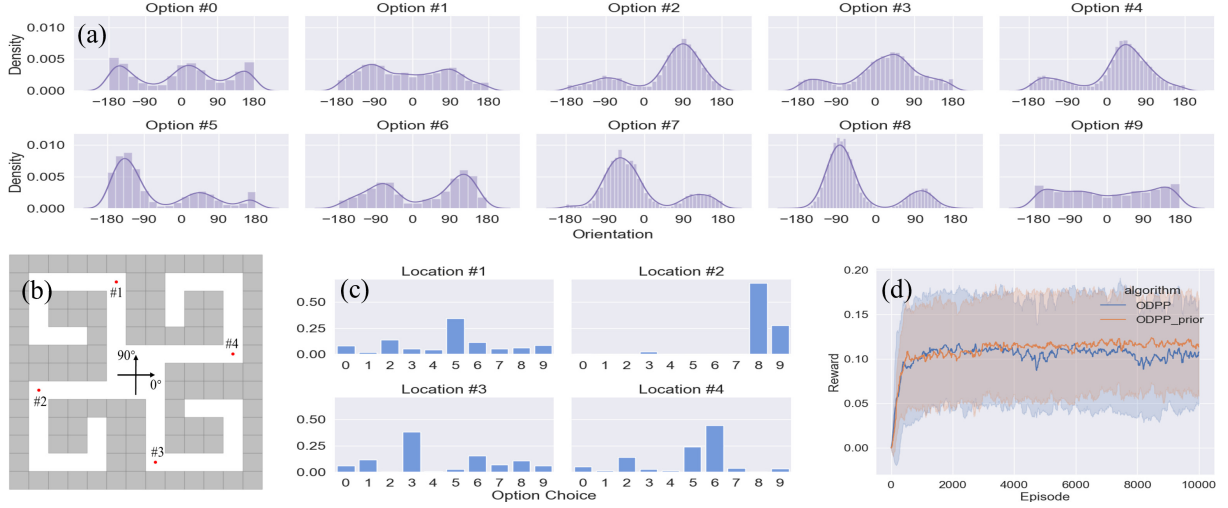 Option #0 Option #1 Option #2 Option #3 Option #4
(a)
Density
0.010
0.005
0.000
−180 −90 0 90 180 −180 −90 0 90 180 −180 −90 0 90 180 −180 −90 0 90 180 −180 −90 0 90 180
Option #5 Option #6 Option #7 Option #8 Option #9
Density
0.010
0.005
0.000
−180 −90 0 90 180 −180 −90 0 90 180 −180 −90 0 90 180 −180 −90 0 90 180 −180 −90 0 90 180
Orientation
(b)
#1
#4
90°
0°
#2
#3
(c)
Location #1 Location #2
0.50
0.25
0.00
0 1 2 3 4 5 6 7 8 9 0 1 2 3 4 5 6 7 8 9
Location #3 Location #4
0.50
0.25
0.00
0 1 2 3 4 5 6 7 8 9 0 1 2 3 4 5 6 7 8 9
Option Choice
(d)
algorithm
ODPP
ODPP_prior
Reward
0.20
0.15
0.10
0.05
0.00
0 2000 4000 6000 8000 10000
Episode